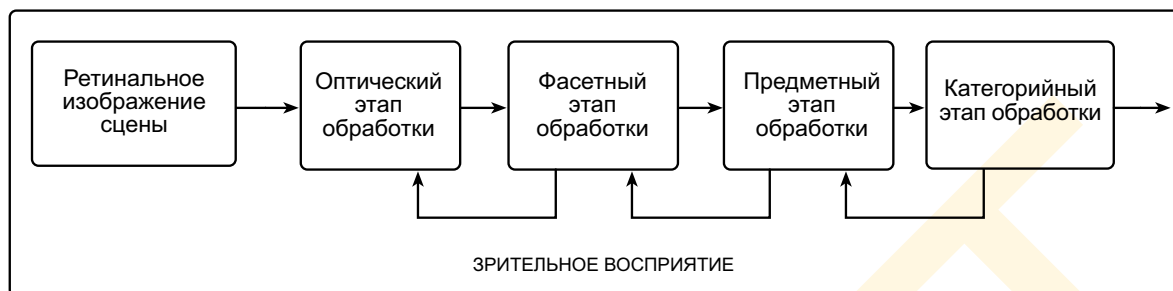 Ретинальное
изображение
сцены
Оптический
этап
обработки
Фасетный
этап
обработки
Предметный
этап
обработки
Категорийный
этап обработки
ЗРИТЕЛЬНОЕ ВОСПРИЯТИЕ